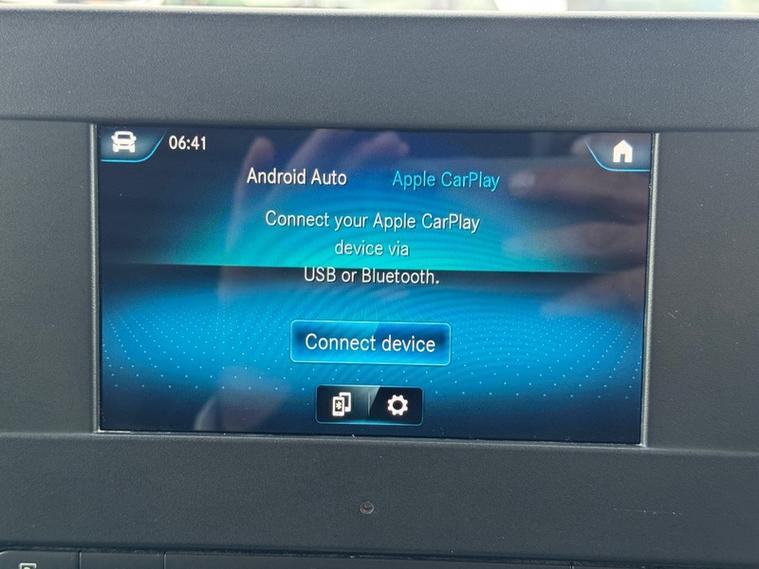 06:41
Android Auto Apple CarPlay
Connect your Apple CarPlay
device via
USB or Bluetooth.
Connect device